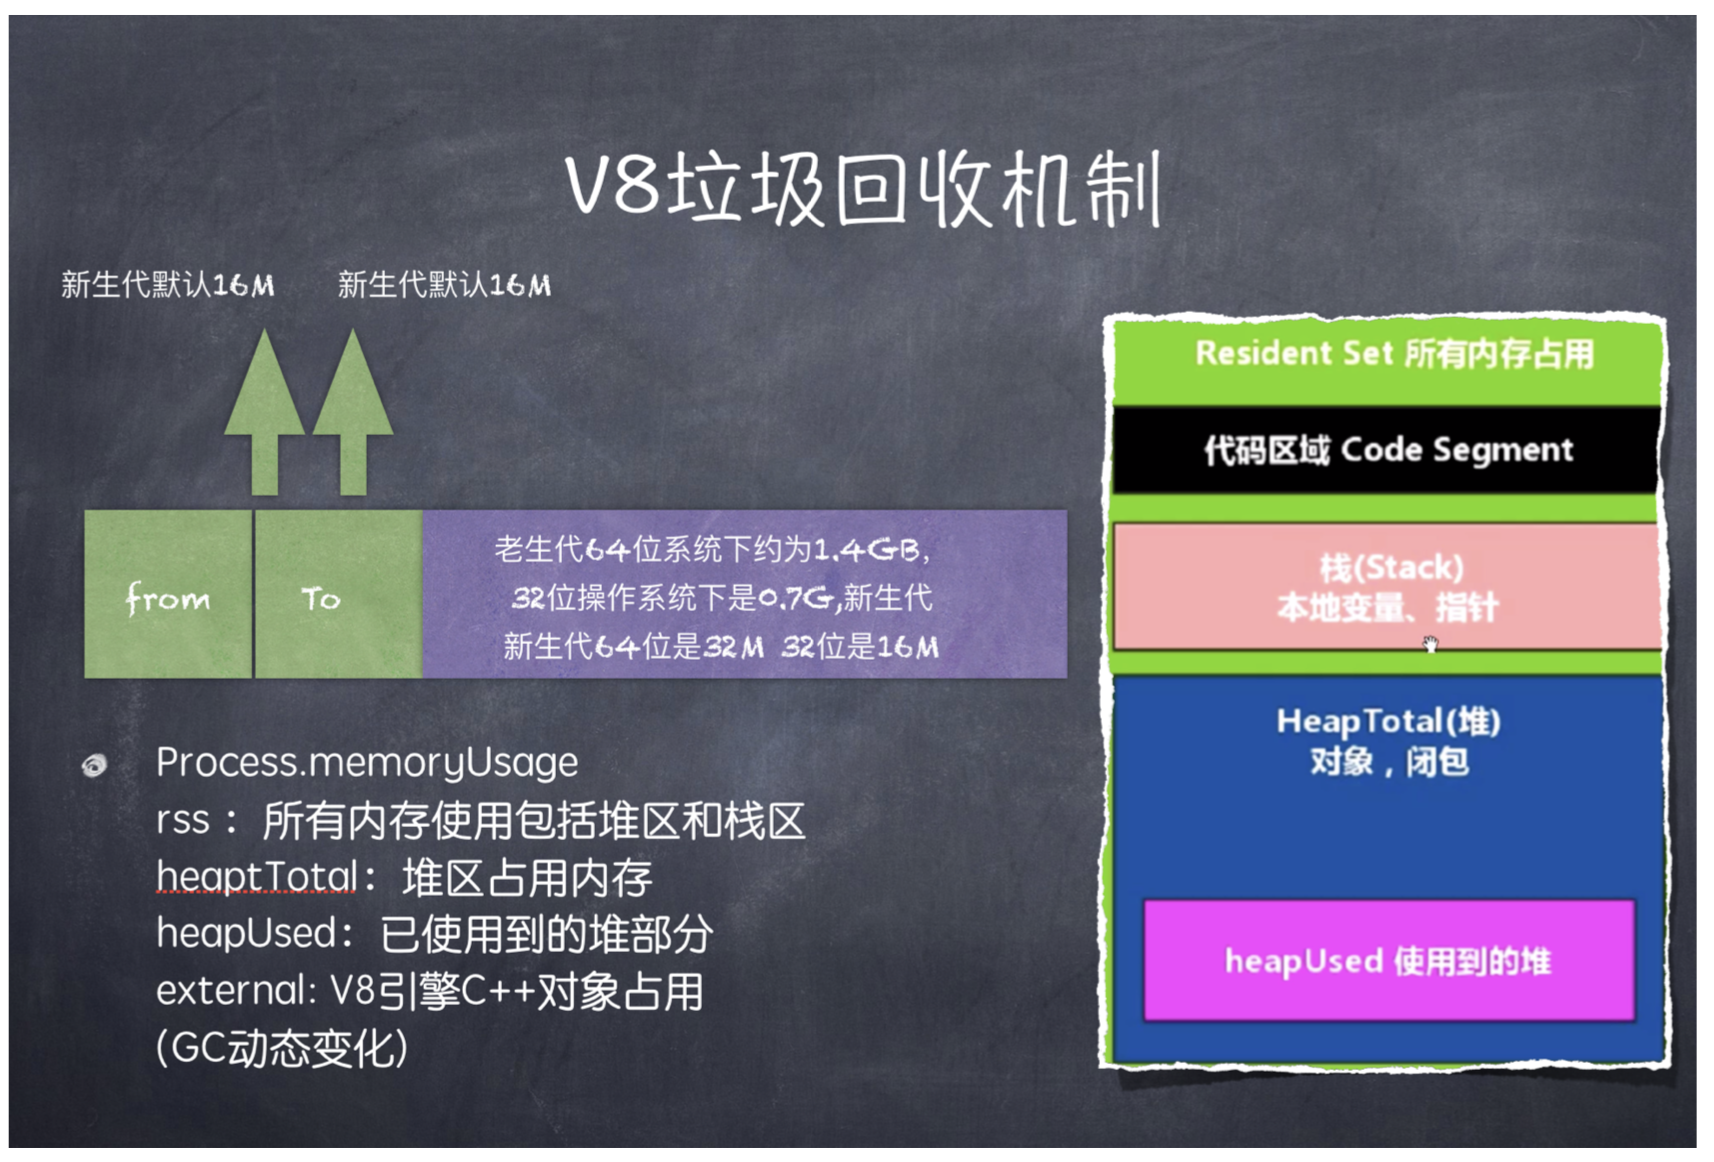 V8垃圾回收机制
新生代默认16M
新生代默认16M
from
To
老生代64位系统下约为1.4GB,
32位操作系统下是0.7G,新生代
新生代64位是32M 32位是16M
Process.memoryUsage
rss：所有内存使用包括堆区和栈区
heaptTotal：堆区占用内存
heapUsed：已使用到的堆部分
external: V8引擎C++对象占用
(GC动态变化)
Resident Set 所有内存占用
代码区域 Code Segment
栈(Stack)
本地变量、指针
HeapTotal(堆)
对象，闭包
heapUsed 使用到的堆